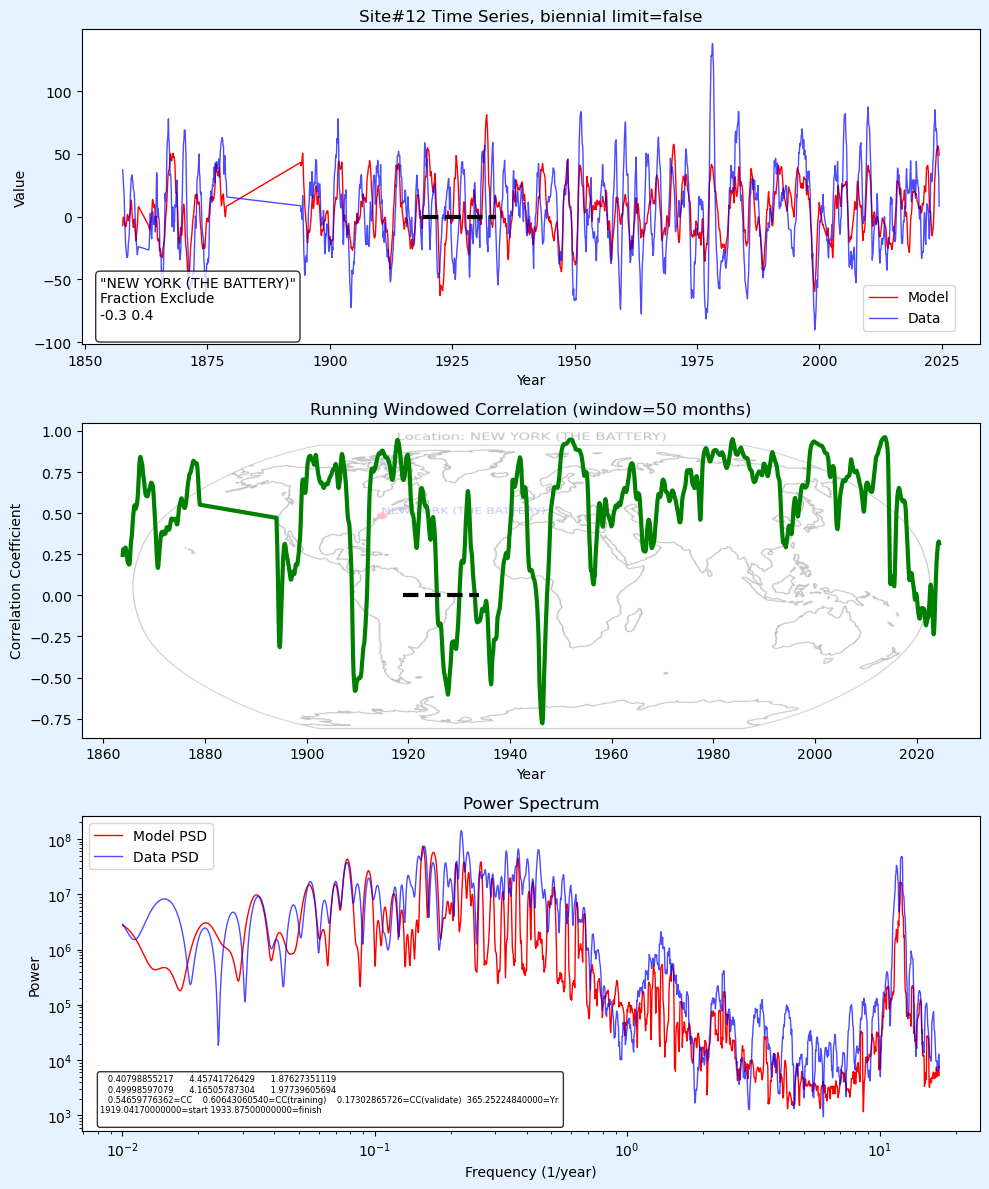 Site#12 Time Series, biennial limit=false
Value
100
50
0
−50
−100
"NEW YORK (THE BATTERY)"
Fraction Exclude
-0.3 0.4
Model
Data
1850 1875 1900 1925 1950 1975 2000 2025
Year
Running Windowed Correlation (window=50 months)
Correlation Coefficient
1.00
0.75
0.50
0.25
0.00
−0.25
−0.50
−0.75
Location: NEW YORK (THE BATTERY)
NEW YORK (THE BATTERY)
1860 1880 1900 1920 1940 1960 1980 2000 2020
Year
Power Spectrum
Power
10^8
10^7
10^6
10^5
10^4
10^3
Model PSD
Data PSD
0.40798855217 4.45741726429 1.87627351119
0.49998597079 4.16505787304 1.97739605694
0.54659776362=CC 0.60643060540=CC(training) 0.17302865726=CC(validate) 365.25224840000=Yr
1919.04170000000=start 1933.87500000000=finish
10^−2 10^−1 10^0 10^1
Frequency (1/year)